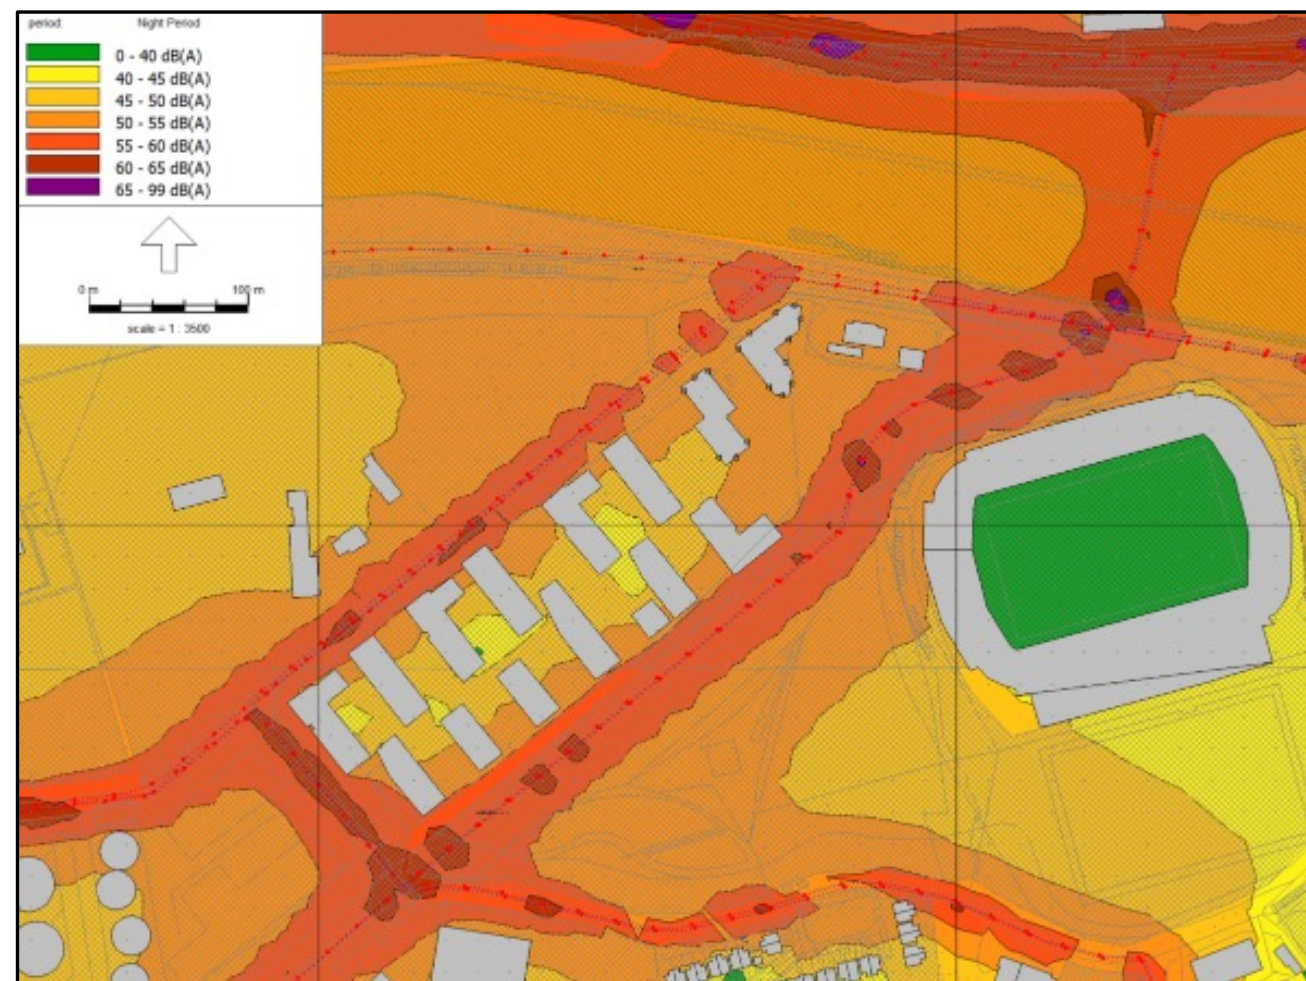 period: Night Period
0 - 40 dB(A)
40 - 45 dB(A)
45 - 50 dB(A)
50 - 55 dB(A)
55 - 60 dB(A)
60 - 65 dB(A)
65 - 99 dB(A)
0 m 100 m
scale = 1 : 3500